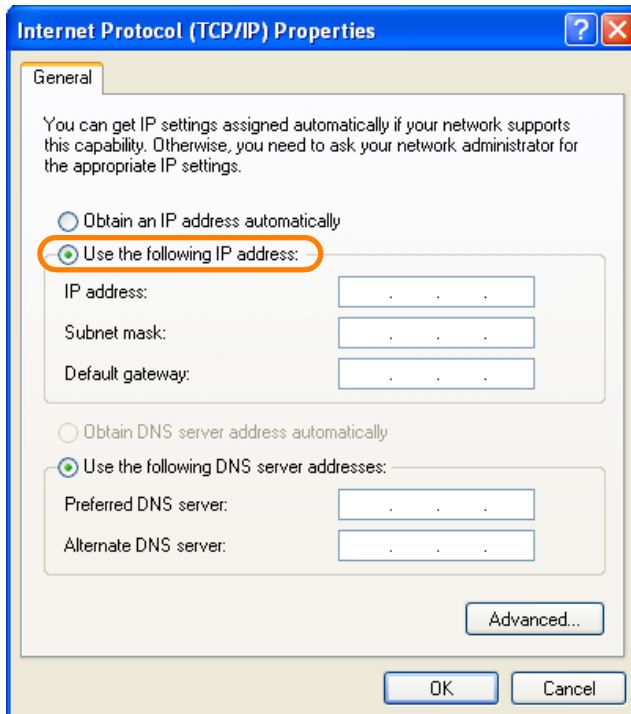 Internet Protocol (TCP/IP) Properties
General
You can get IP settings assigned automatically if your network supports
this capability. Otherwise, you need to ask your network administrator for
the appropriate IP settings.
Obtain an IP address automatically
Use the following IP address:
IP address:
Subnet mask:
Default gateway:
Obtain DNS server address automatically
Use the following DNS server addresses:
Preferred DNS server:
Alternate DNS server:
Advanced...
OK Cancel